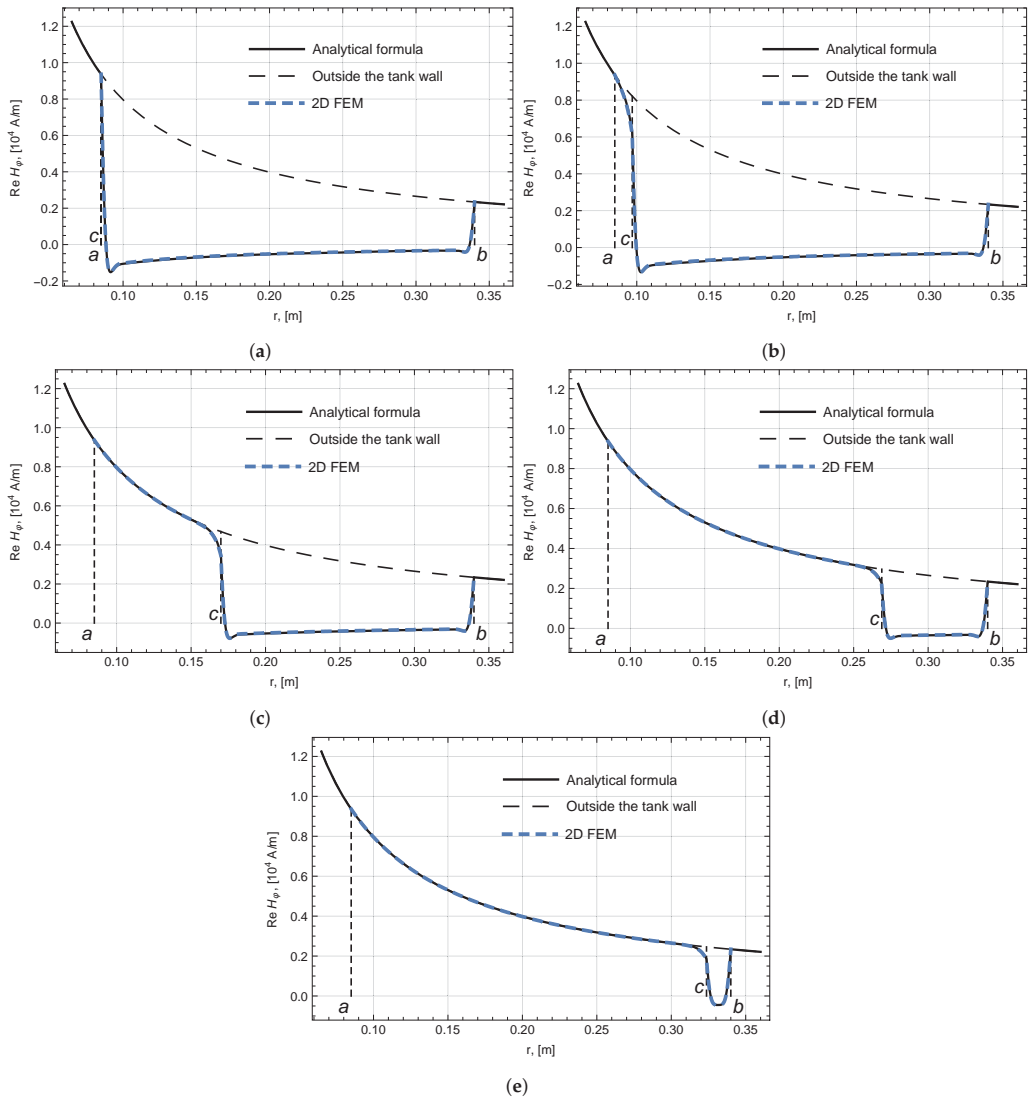 Analytical formula
Outside the tank wall
2D FEM
Re Hφ, [10⁴ A/m]
1.2
1.0
0.8
0.6
0.4
0.2
0.0
−0.2
c
a
b
0.10 0.15 0.20 0.25 0.30 0.35
r, [m]
(a)
Analytical formula
Outside the tank wall
2D FEM
Re Hφ, [10⁴ A/m]
1.2
1.0
0.8
0.6
0.4
0.2
0.0
−0.2
a c b
0.10 0.15 0.20 0.25 0.30 0.35
r, [m]
(b)
Analytical formula
Outside the tank wall
2D FEM
Re Hφ, [10⁴ A/m]
1.2
1.0
0.8
0.6
0.4
0.2
0.0
a c b
0.10 0.15 0.20 0.25 0.30 0.35
r, [m]
(c)
Analytical formula
Outside the tank wall
2D FEM
Re Hφ, [10⁴ A/m]
1.2
1.0
0.8
0.6
0.4
0.2
0.0
a c b
0.10 0.15 0.20 0.25 0.30 0.35
r, [m]
(d)
Analytical formula
Outside the tank wall
2D FEM
Re Hφ, [10⁴ A/m]
1.2
1.0
0.8
0.6
0.4
0.2
0.0
a c b
0.10 0.15 0.20 0.25 0.30 0.35
r, [m]
(e)